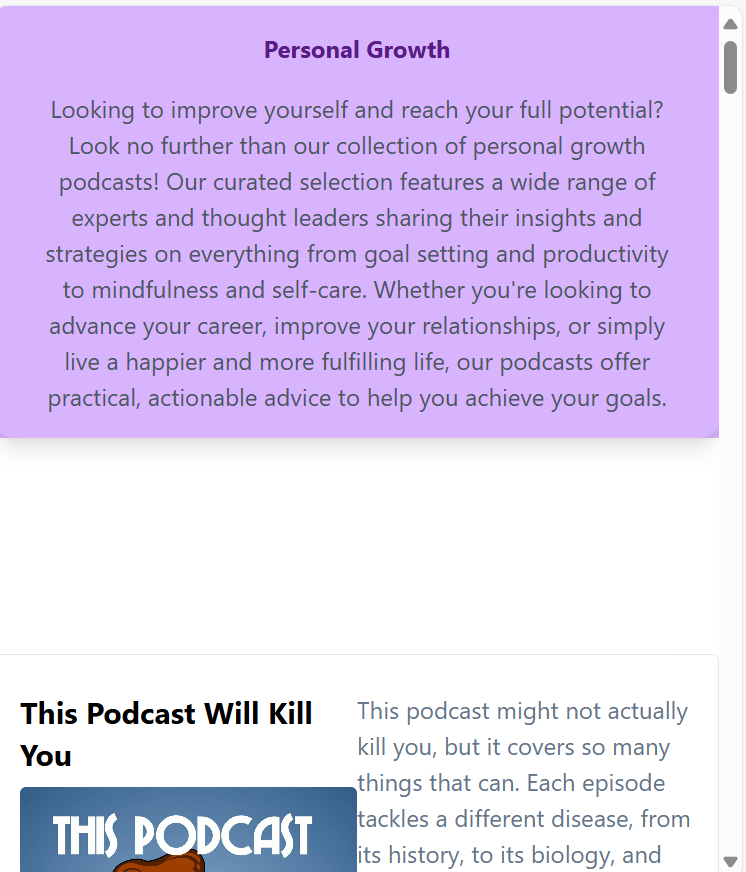 Personal Growth
Looking to improve yourself and reach your full potential?
Look no further than our collection of personal growth
podcasts! Our curated selection features a wide range of
experts and thought leaders sharing their insights and
strategies on everything from goal setting and productivity
to mindfulness and self-care. Whether you're looking to
advance your career, improve your relationships, or simply
live a happier and more fulfilling life, our podcasts offer
practical, actionable advice to help you achieve your goals.
This Podcast Will Kill
You
THIS PODCAST
This podcast might not actually
kill you, but it covers so many
things that can. Each episode
tackles a different disease, from
its history, to its biology, and